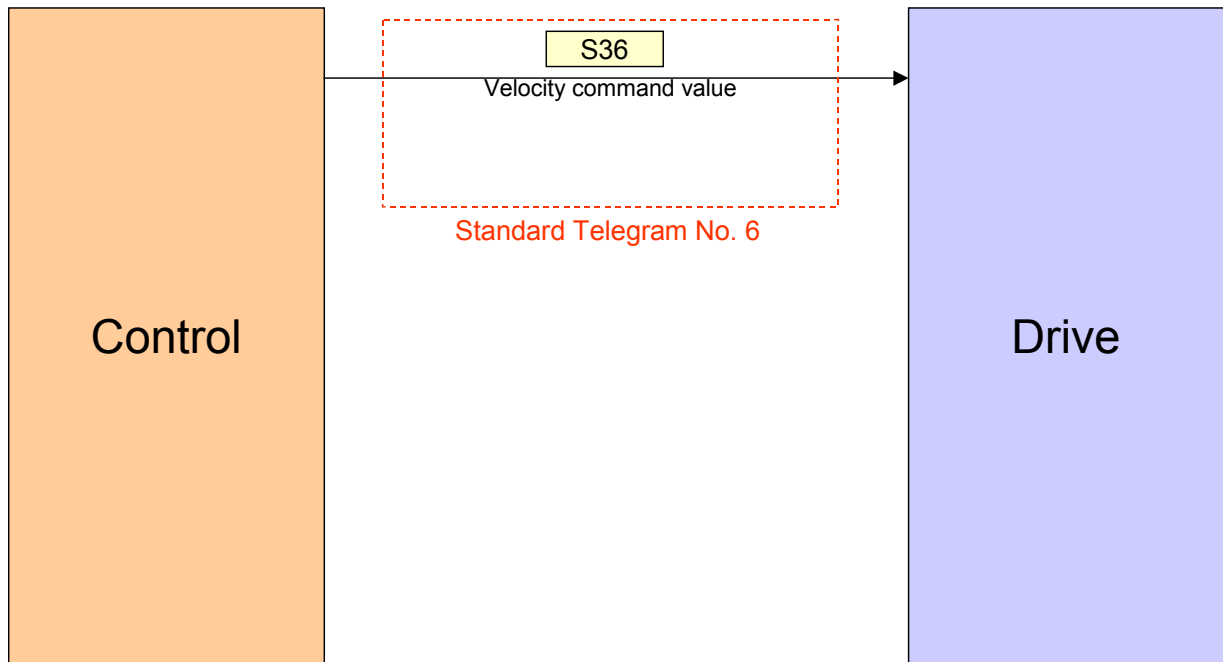 S36
Velocity command value
Standard Telegram No. 6
Control
Drive